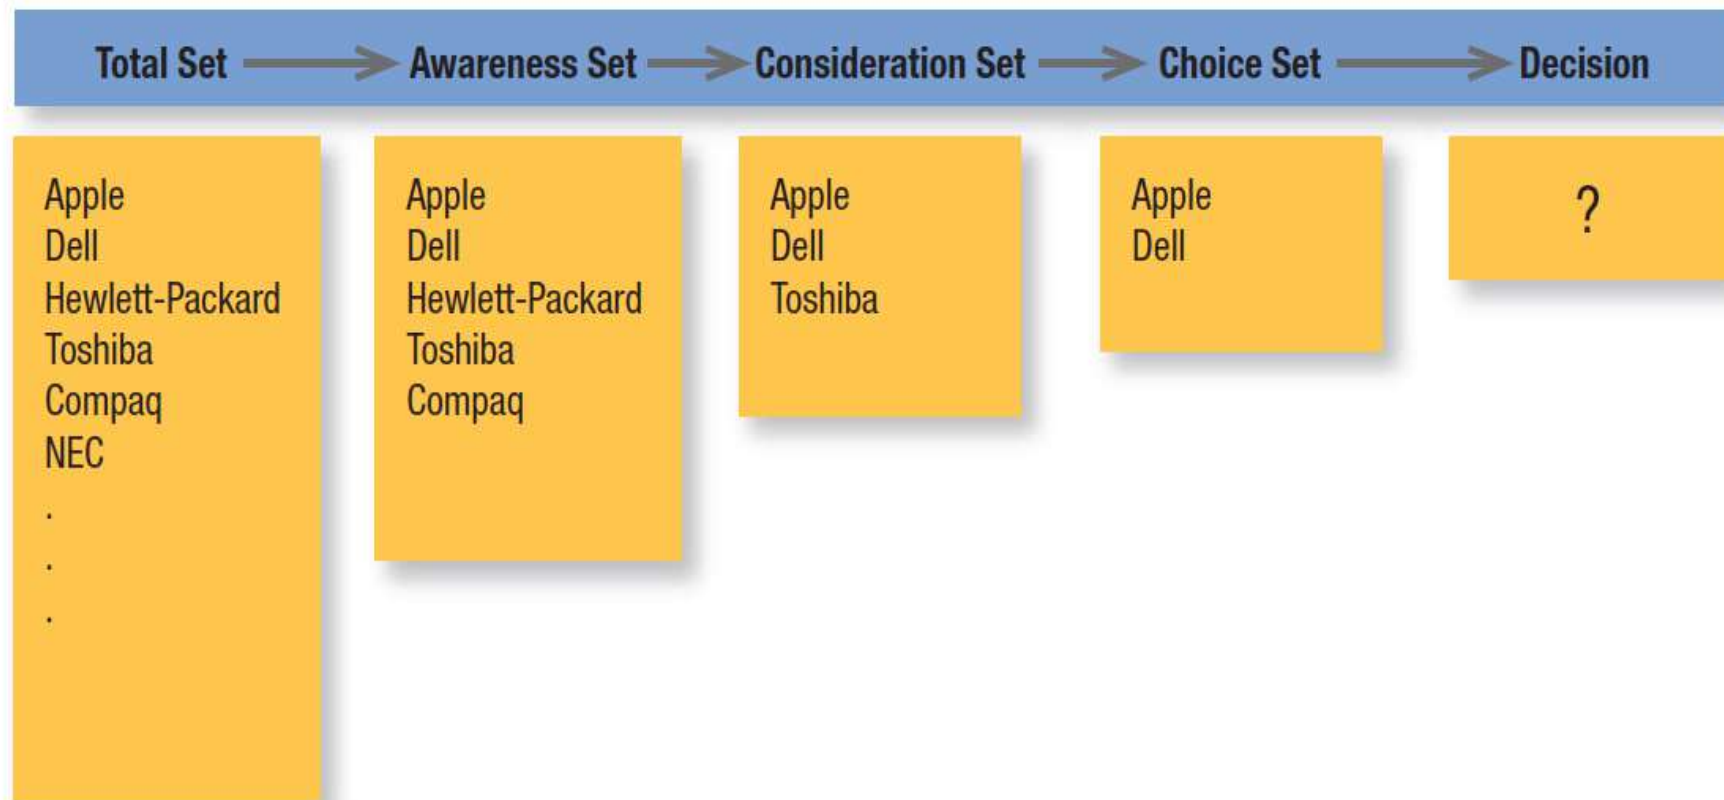 Total Set Awareness Set Consideration Set Choice Set Decision
Apple
Dell
Hewlett-Packard
Toshiba
Compaq
NEC
.
.
.
Apple
Dell
Hewlett-Packard
Toshiba
Compaq
Apple
Dell
Toshiba
Apple
Dell
?